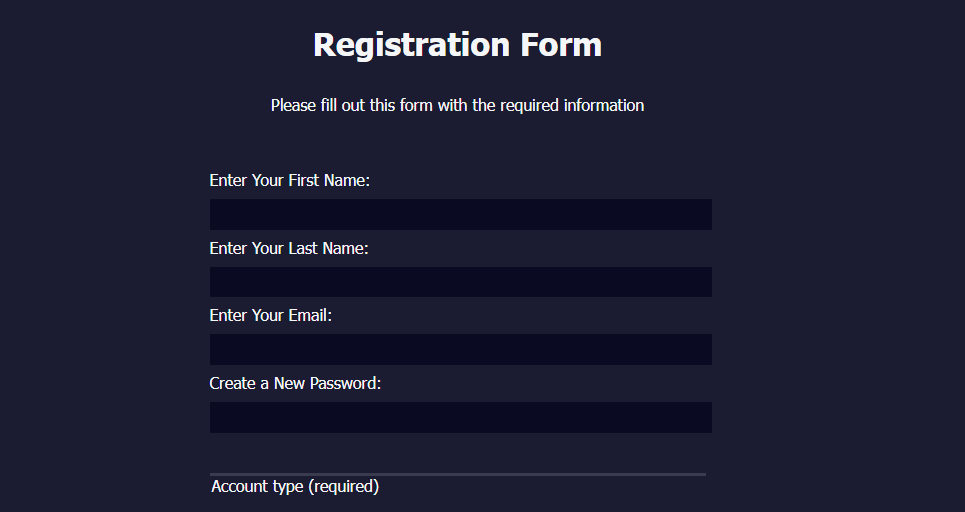 Registration Form
Please fill out this form with the required information
Enter Your First Name:
Enter Your Last Name:
Enter Your Email:
Create a New Password:
Account type (required)